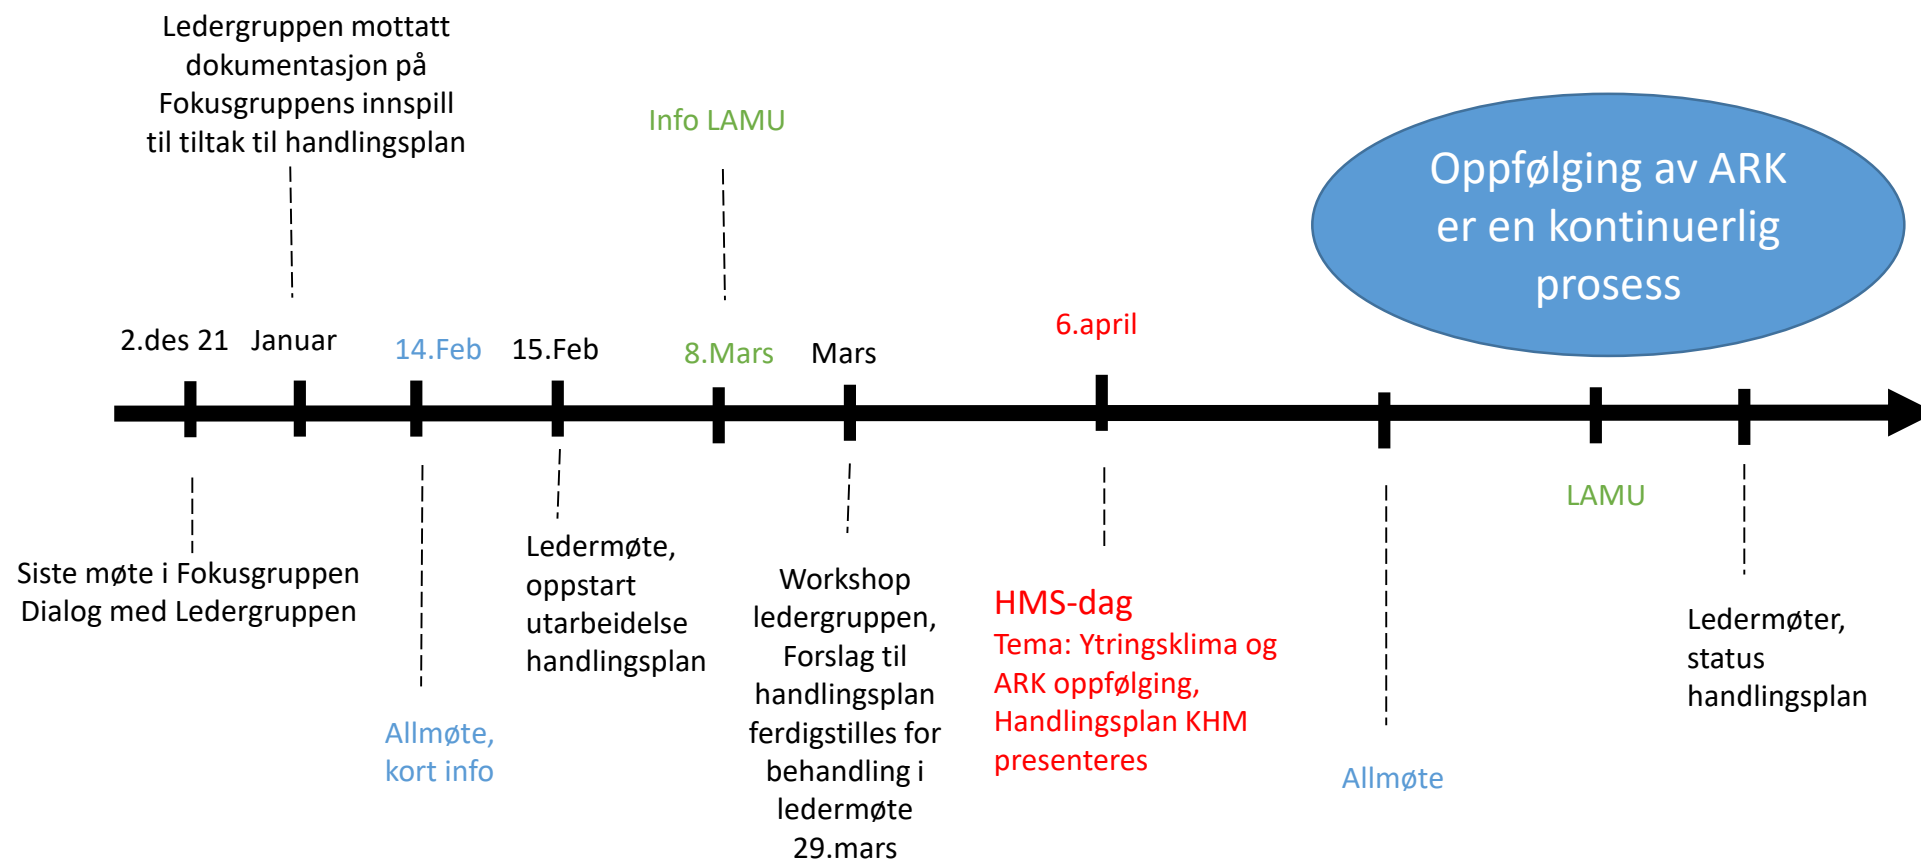 Ledergruppen mottatt
dokumentasjon på
Fokusgruppens innspill
til tiltak til handlingsplan
Info LAMU
Oppfølging av ARK
er en kontinuerlig
prosess
2.des 21
Januar
14.Feb
15.Feb
8.Mars
Mars
6.april
Siste møte i Fokusgruppen
Dialog med Ledergruppen
Allmøte,
kort info
Ledermøte,
oppstart
utarbeidelse
handlingsplan
Workshop
ledergruppen,
Forslag til
handlingsplan
ferdigstilles for
behandling i
ledermøte
29.mars
HMS-dag
Tema: Ytringsklima og
ARK oppfølging,
Handlingsplan KHM
presenteres
Allmøte
LAMU
Ledermøter,
status
handlingsplan